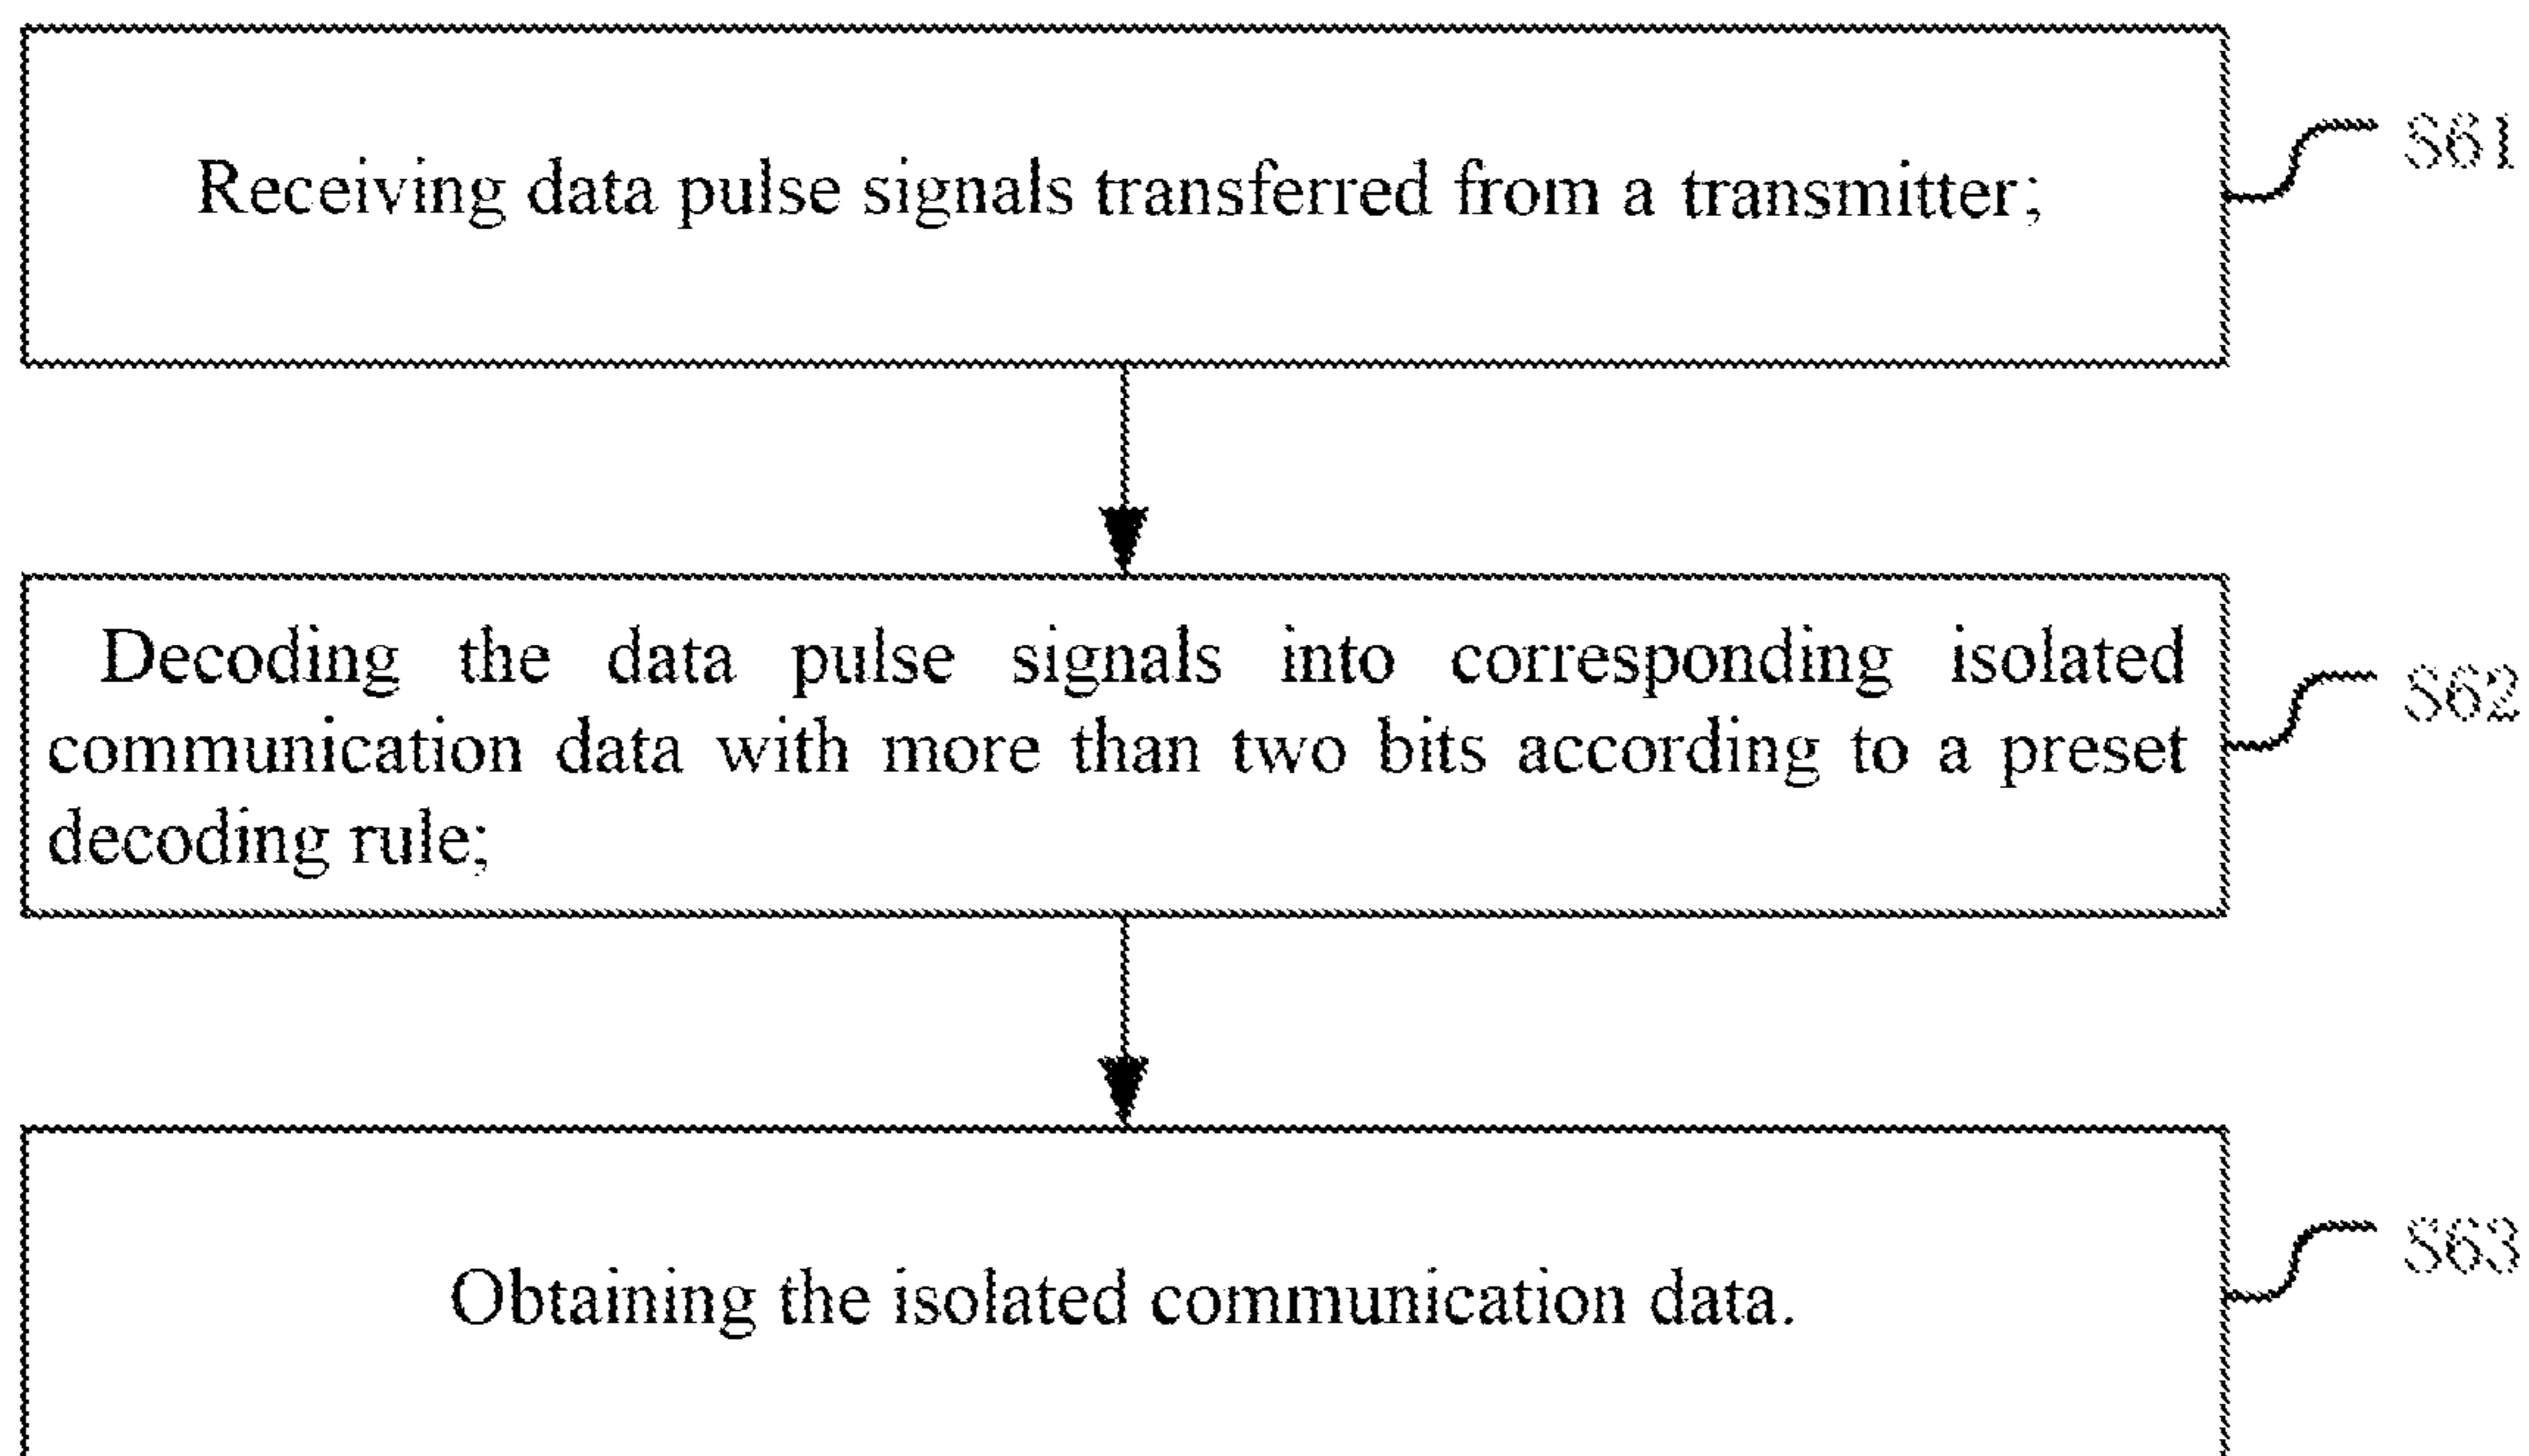 Receiving data pulse signals transferred from a transmitter;
S61
Decoding the data pulse signals into corresponding isolated
communication data with more than two bits according to a preset
decoding rule;
S62
Obtaining the isolated communication data.
S63